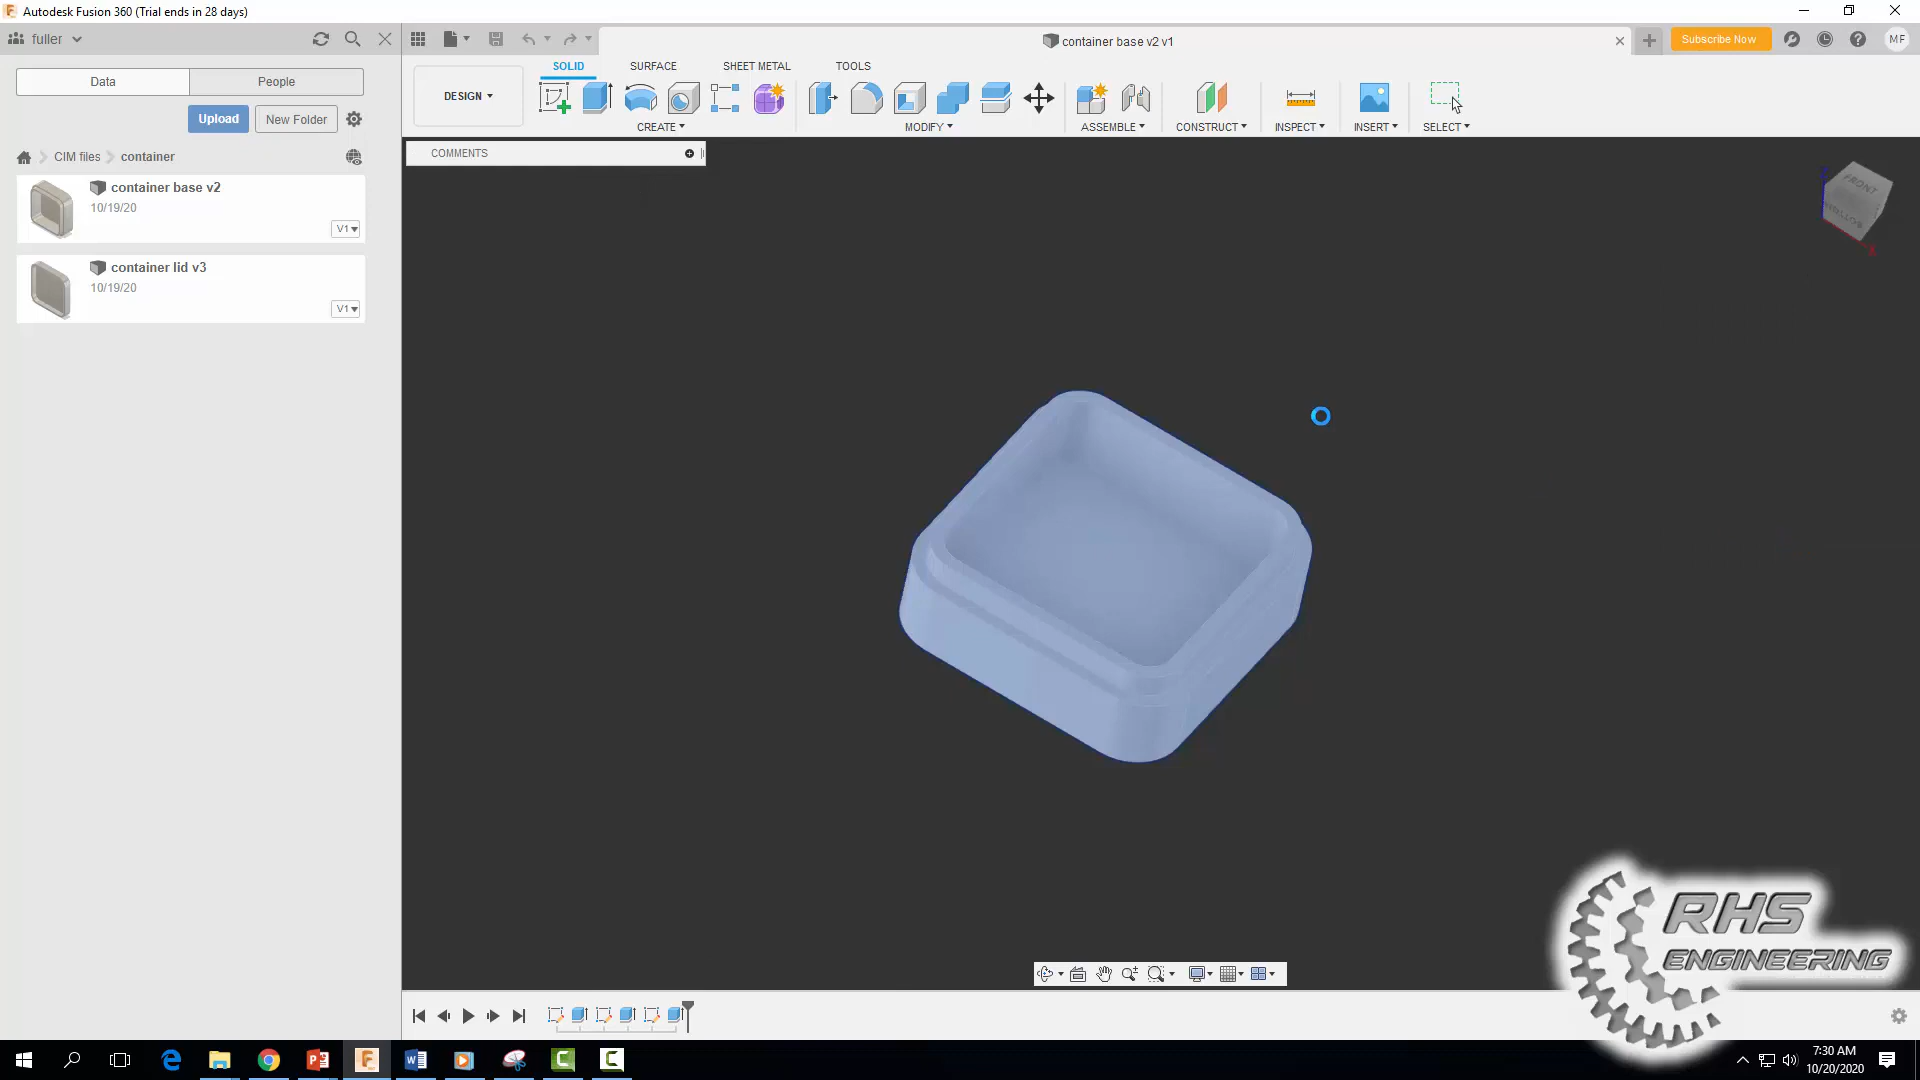 Autodesk Fusion 360 (Trial ends in 28 days)
fuller
container base v2 v1
Subscribe Now
MF
Data
People
SOLID
SURFACE
SHEET METAL
TOOLS
DESIGN
Upload
New Folder
CREATE
MODIFY
ASSEMBLE
CONSTRUCT
INSPECT
INSERT
SELECT
CIM files
container
COMMENTS
container base v2
10/19/20
V1
container lid v3
10/19/20
V1
FRONT
BOTTOM
Z
X
RHS
ENGINEERING
7:30 AM
10/20/2020